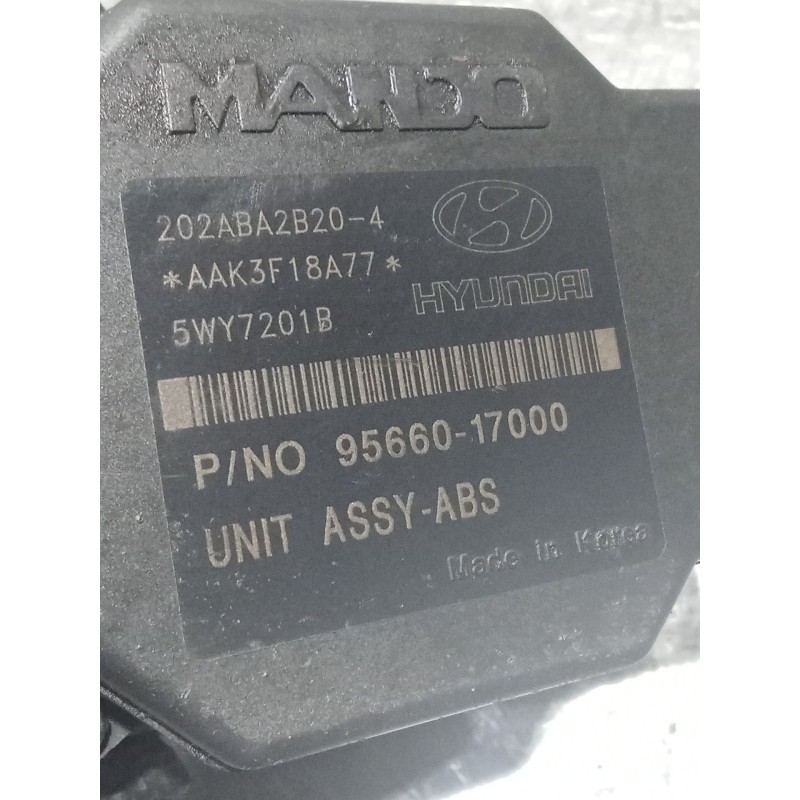 MANDO
202ABA2B20-4
*AAK3F18A77*
5WY7201B
HYUNDAI
P/NO 95660-17000
UNIT ASSY-ABS
Made in Korea